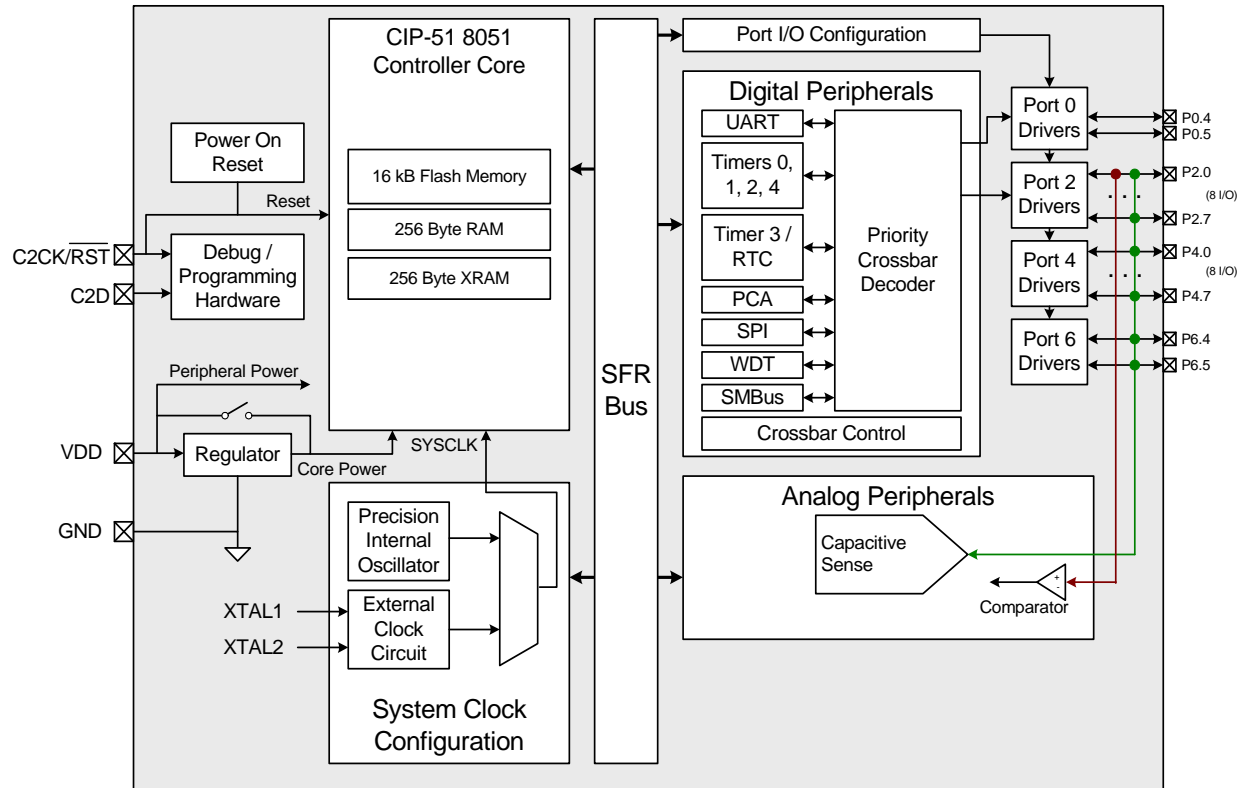 CIP-51 8051
Controller Core
16 kB Flash Memory
256 Byte RAM
256 Byte XRAM
Power On
Reset
Reset
C2CK/RST
Debug /
Programming
Hardware
C2D
Peripheral Power
VDD
Regulator
Core Power
GND
SYSCLK
Precision
Internal
Oscillator
XTAL1
XTAL2
External
Clock
Circuit
System Clock
Configuration
SFR
Bus
Port I/O Configuration
Digital Peripherals
UART
Timers 0,
1, 2, 4
Timer 3 /
RTC
PCA
SPI
WDT
SMBus
Priority
Crossbar
Decoder
Crossbar Control
Port 0
Drivers
Port 2
Drivers
Port 4
Drivers
Port 6
Drivers
P0.4
P0.5
P2.0
(8 I/O)
. . .
P2.7
P4.0
(8 I/O)
. . .
P4.7
P6.4
P6.5
Analog Peripherals
Capacitive
Sense
+
-
Comparator